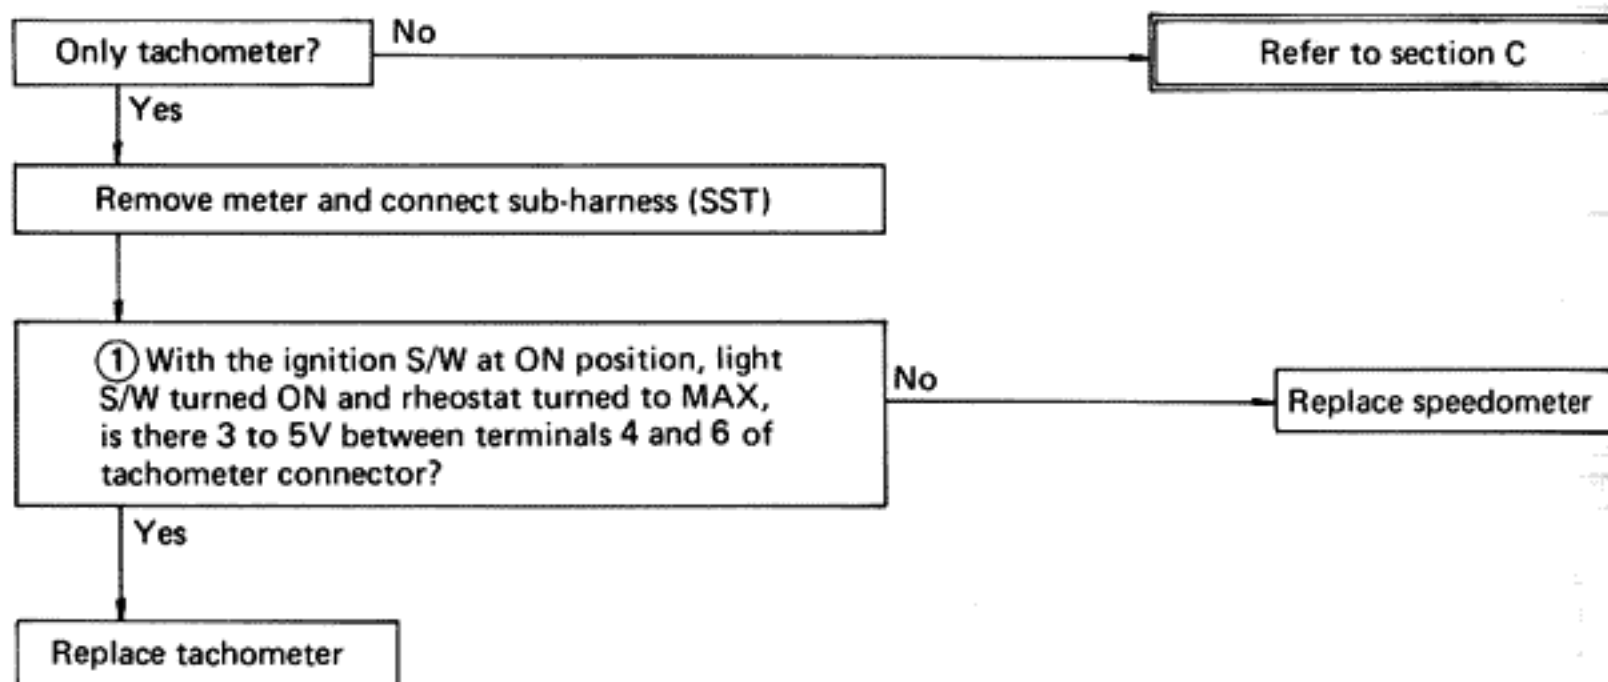 Only tachometer?
No
Refer to section C
Yes
Remove meter and connect sub-harness (SST)
① With the ignition S/W at ON position, light
S/W turned ON and rheostat turned to MAX,
is there 3 to 5V between terminals 4 and 6 of
tachometer connector?
No
Replace speedometer
Yes
Replace tachometer